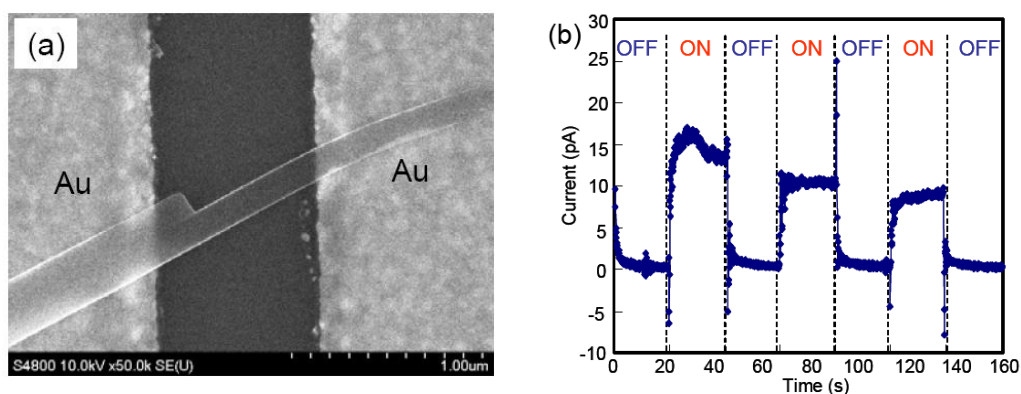 (a)
Au
Au
S4800 10.0kV x50.0k SE(U)
1.00um
(b)
OFF ON OFF ON OFF ON OFF
30
25
20
15
10
5
0
-5
-10
Current (pA)
0 20 40 60 80 100 120 140 160
Time (s)